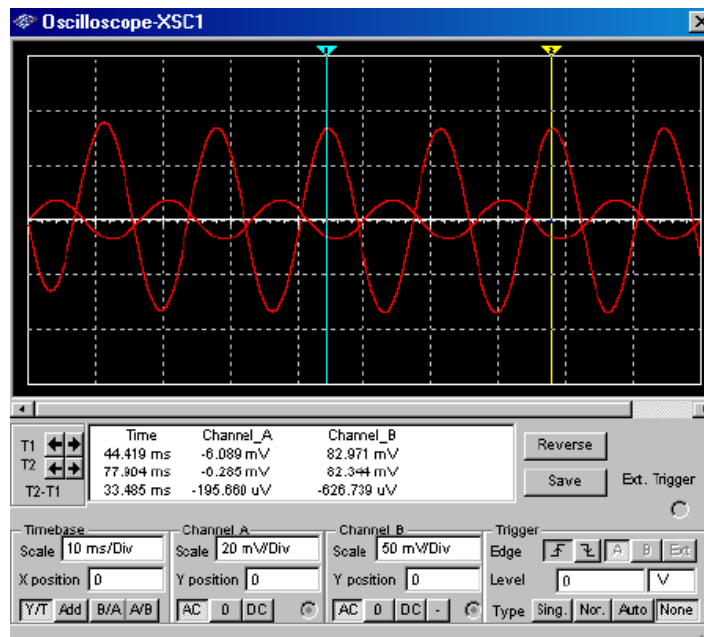 Oscilloscope-XSC1
1 2
T1
T2
T2-T1
Time Channel_A Channel_B
44.419 ms -6.089 mV 82.971 mV
77.904 ms -6.285 mV 82.344 mV
33.485 ms -195.660 uV -626.739 uV
Reverse
Save
Ext. Trigger
Timebase
Scale 10 ms/Div
X position 0
Y/T Add B/A A/B
Channel A
Scale 20 mV/Div
Y position 0
AC 0 DC
Channel B
Scale 50 mV/Div
Y position 0
AC 0 DC -
Trigger
Edge A B Ext
Level 0 V
Type Sing. Nor. Auto None